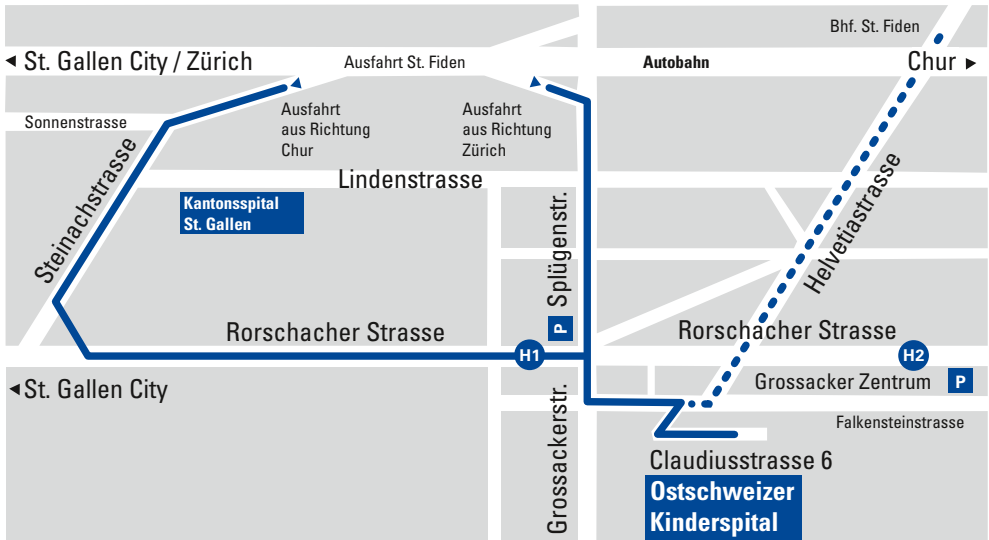 Bhf. St. Fiden
◄ St. Gallen City / Zürich
Ausfahrt St. Fiden
Autobahn
Chur ►
Ausfahrt
aus Richtung
Chur
Ausfahrt
aus Richtung
Zürich
Sonnenstrasse
Steinachstrasse
Lindenstrasse
Kantonsspital
St. Gallen
Splügenstr.
Helvetiastrasse
P
Rorschacher Strasse
Rorschacher Strasse
H1
H2
◄ St. Gallen City
Grossacker Zentrum
P
Grossackerstr.
Falkensteinstrasse
Claudiusstrasse 6
Ostschweizer
Kinderspital